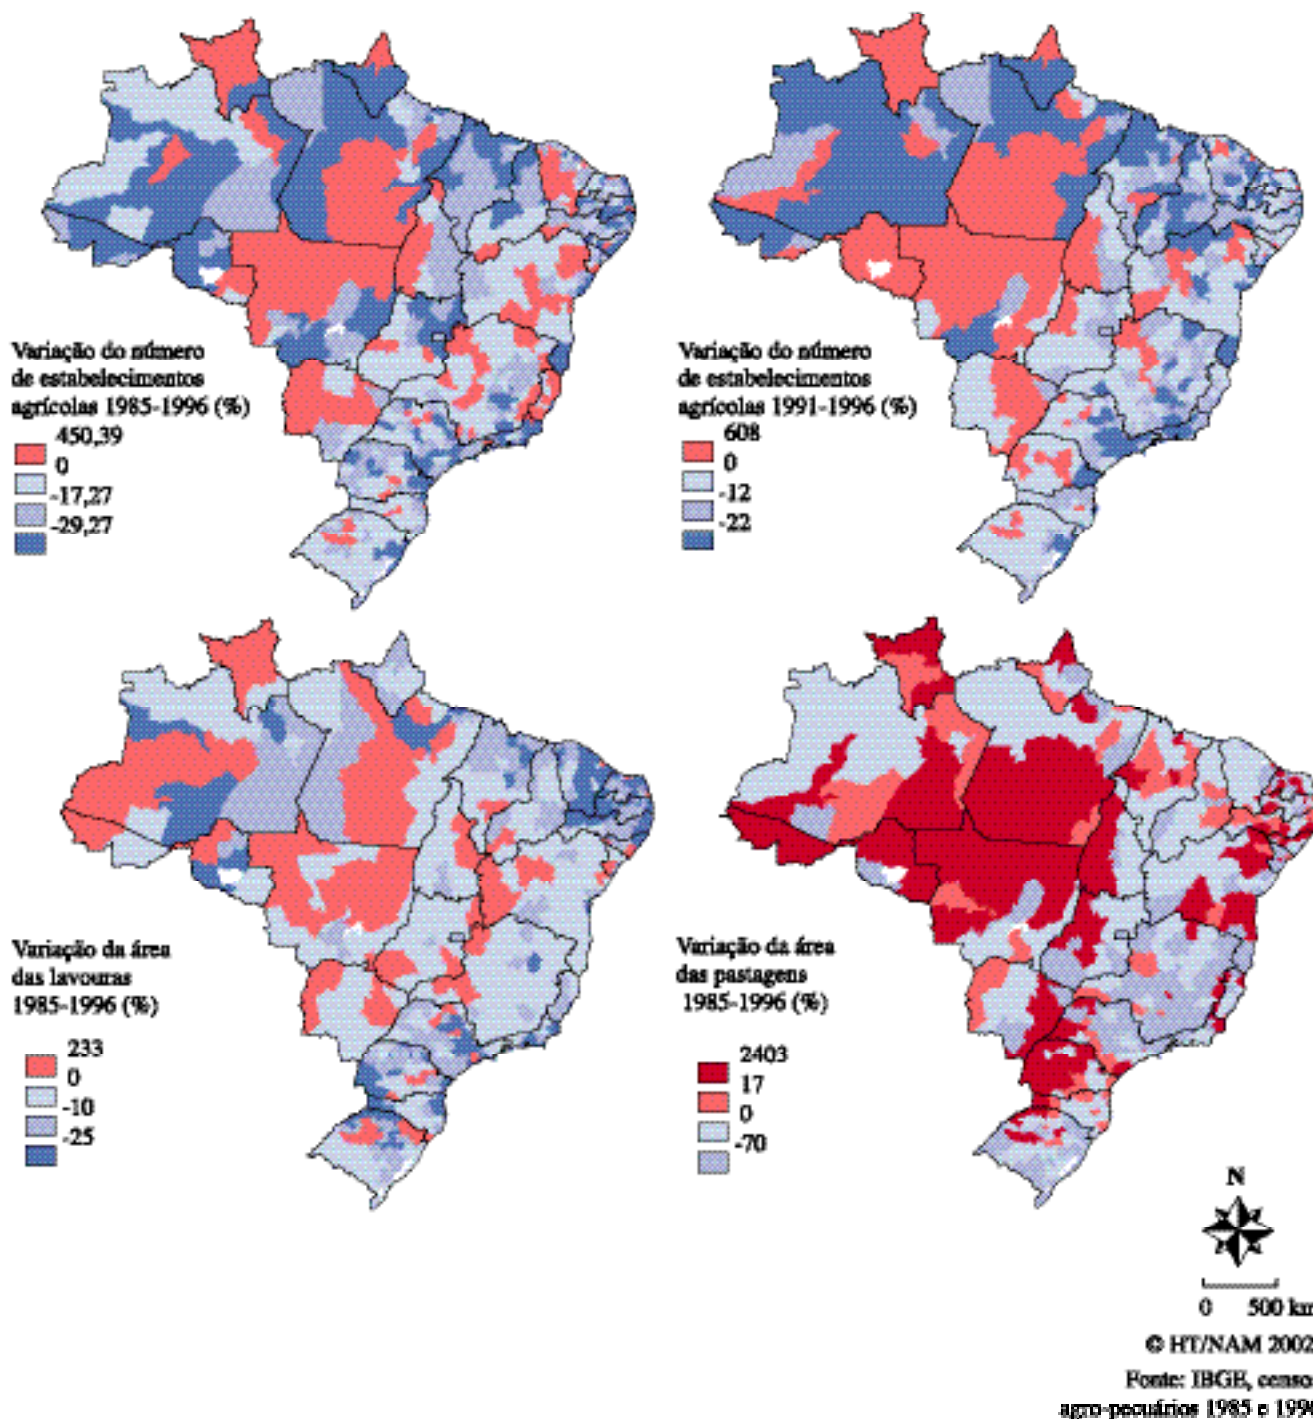 Variação do número
de estabelecimentos
agrícolas 1985-1996 (%)
450,39
0
-17,27
-29,27
Variação do número
de estabelecimentos
agrícolas 1991-1996 (%)
608
0
-12
-22
Variação da área
das lavouras
1985-1996 (%)
233
0
-10
-25
Variação da área
das pastagens
1985-1996 (%)
2403
17
0
-70
N
0 500 km
© HT/NAM 2002
Fonte: IBGE, censo
agro-pecuários 1985 e 199